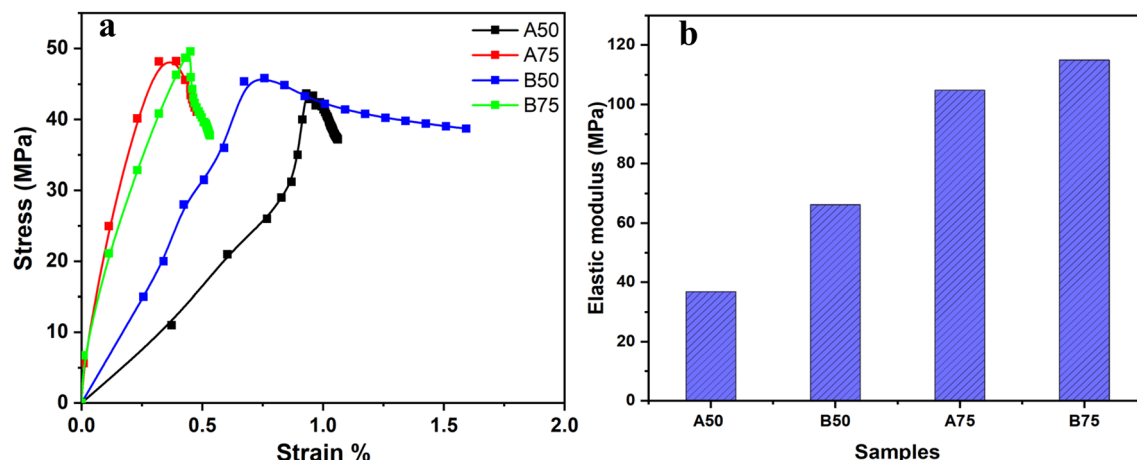 a
A50
A75
B50
B75
Stress (MPa)
50
40
30
20
10
0
0.0 0.5 1.0 1.5 2.0
Strain %
b
Elastic modulus (MPa)
120
100
80
60
40
20
0
A50 B50 A75 B75
Samples